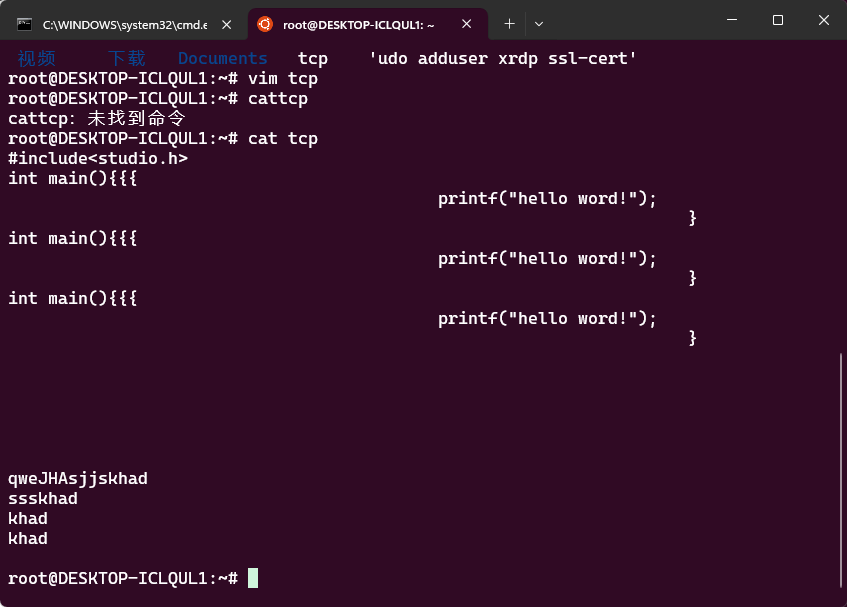 C:\WINDOWS\system32\cmd.e
root@DESKTOP-ICLQUL1: ~
视频 下载 Documents tcp 'udo adduser xrdp ssl-cert'
root@DESKTOP-ICLQUL1:~# vim tcp
root@DESKTOP-ICLQUL1:~# cattcp
cattcp: 未找到命令
root@DESKTOP-ICLQUL1:~# cat tcp
#include<studio.h>
int main(){{{
printf("hello word!");
}
int main(){{{
printf("hello word!");
}
int main(){{{
printf("hello word!");
}
qweJHAsjjskhad
ssskhad
khad
khad
root@DESKTOP-ICLQUL1:~#